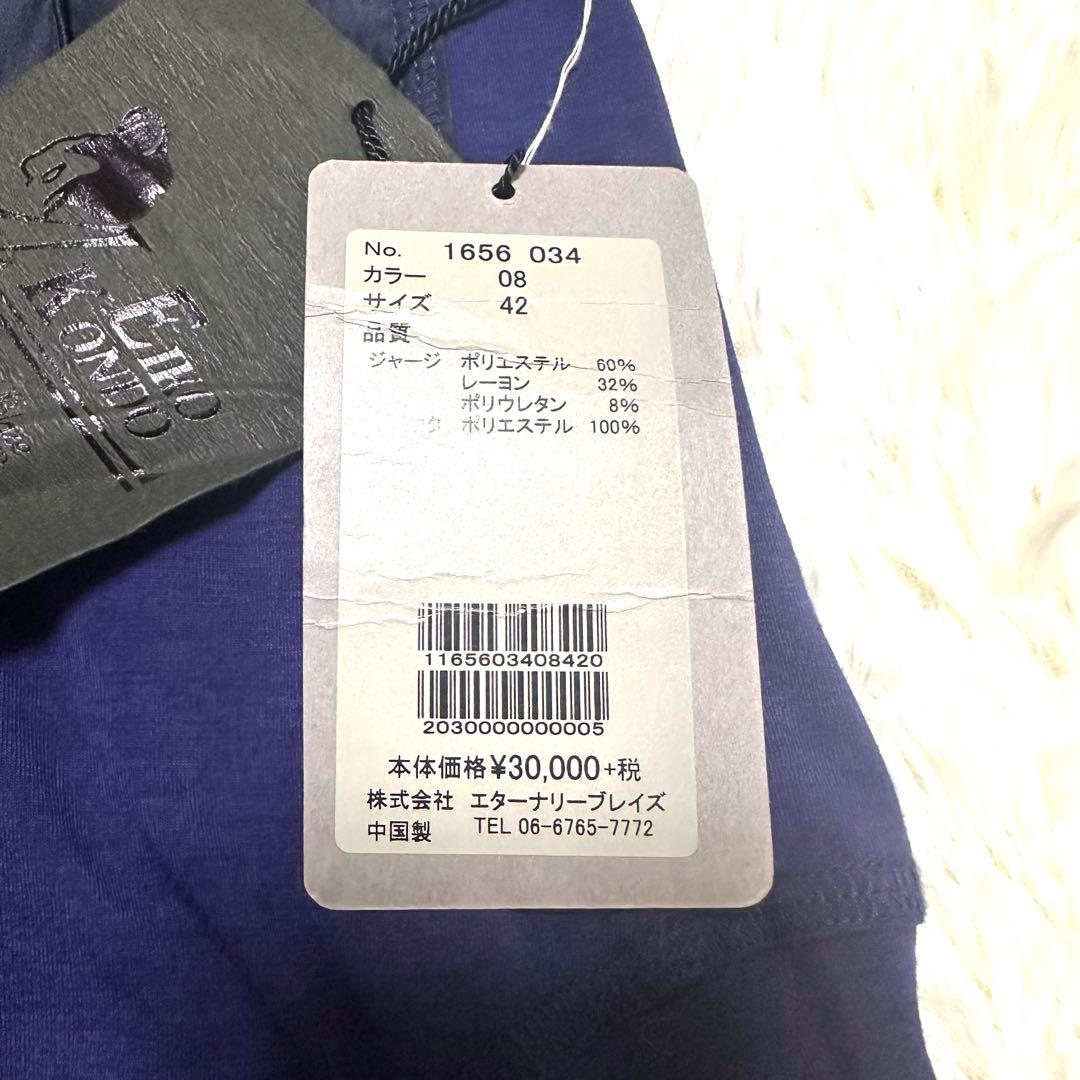 EIKO
KONDO
No. 1656 034
カラー 08
サイズ 42
品質
ジャージ ポリエステル 60%
レーヨン 32%
ポリウレタン 8%
タ ポリエステル 100%
1165603408420
2030000000005
本体価格¥30,000+税
株式会社 エターナリーブレイズ
中国製 TEL 06-6765-7772